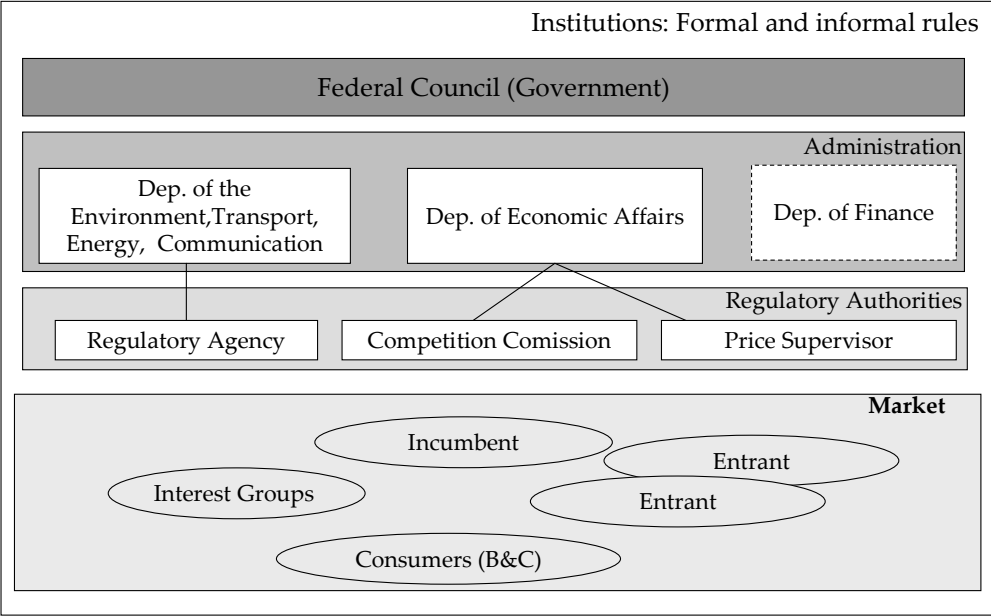 Institutions: Formal and informal rules
Federal Council (Government)
Administration
Dep. of the
Environment,Transport,
Energy, Communication
Dep. of Economic Affairs
Dep. of Finance
Regulatory Authorities
Regulatory Agency
Competition Comission
Price Supervisor
Market
Incumbent
Entrant
Interest Groups
Entrant
Consumers (B&C)